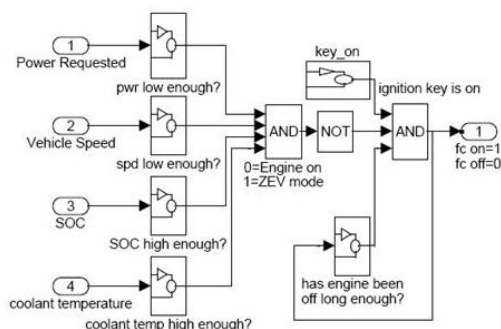 1
Power Requested
pwr low enough?
2
Vehicle Speed
spd low enough?
3
SOC
SOC high enough?
4
coolant temperature
coolant temp high enough?
AND
0=Engine on
1=ZEV mode
NOT
key_on
ignition key is on
AND
has engine been
off long enough?
1
fc on=1
fc off=0